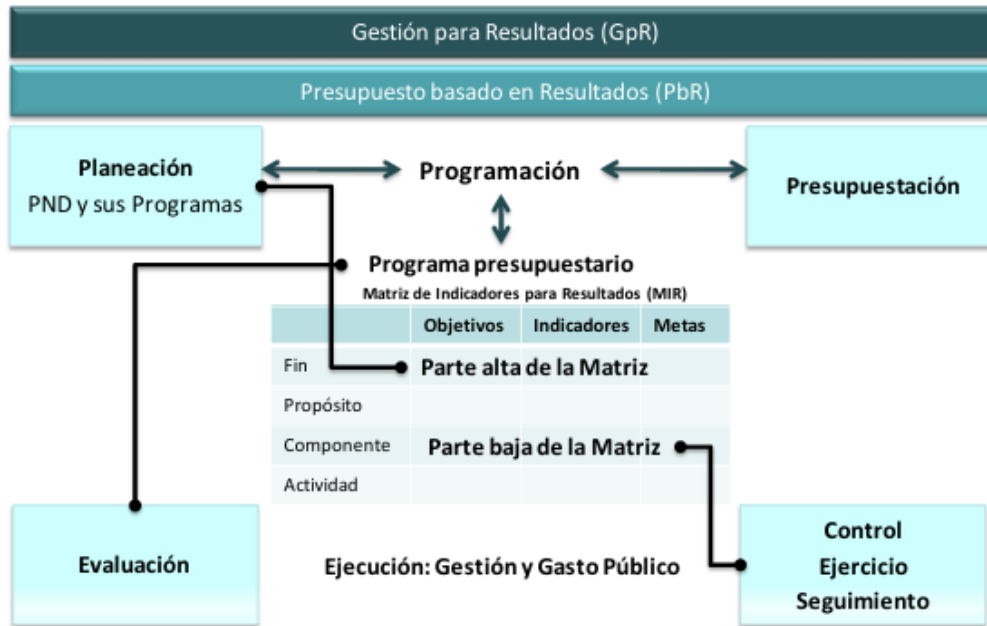 Gestión para Resultados (GpR)
Presupuesto basado en Resultados (PbR)
Planeación
PND y sus Programas
Programación
Presupuestación
Programa presupuestario
Matriz de Indicadores para Resultados (MIR)
Objetivos Indicadores Metas
Fin Parte alta de la Matriz
Propósito
Componente Parte baja de la Matriz
Actividad
Evaluación
Ejecución: Gestión y Gasto Público
Control
Ejercicio
Seguimiento